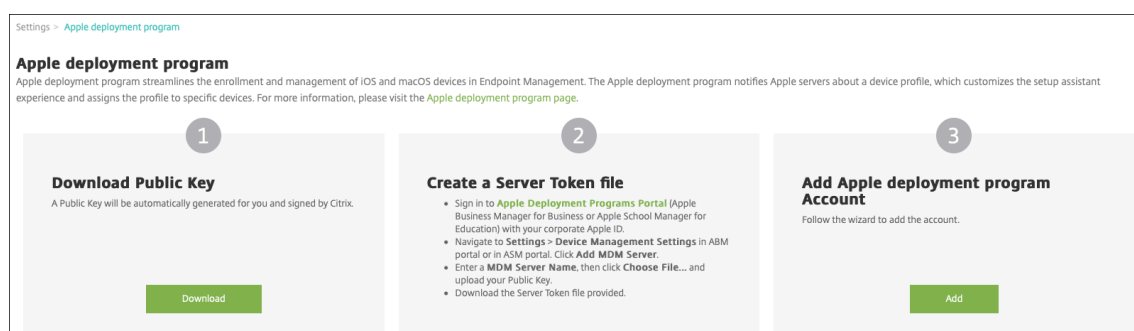 Settings > Apple deployment program
Apple deployment program
Apple deployment program streamlines the enrollment and management of iOS and macOS devices in Endpoint Management. The Apple deployment program notifies Apple servers about a device profile, which customizes the setup assistant
experience and assigns the profile to specific devices. For more information, please visit the Apple deployment program page.
1
Download Public Key
A Public Key will be automatically generated for you and signed by Citrix.
Download
2
Create a Server Token file
• Sign in to Apple Deployment Programs Portal (Apple
Business Manager for Business or Apple School Manager for
Education) with your corporate Apple ID.
• Navigate to Settings > Device Management Settings in ABM
portal or in ASM portal. Click Add MDM Server.
• Enter a MDM Server Name, then click Choose File... and
upload your Public Key.
• Download the Server Token file provided.
3
Add Apple deployment program
Account
Follow the wizard to add the account.
Add